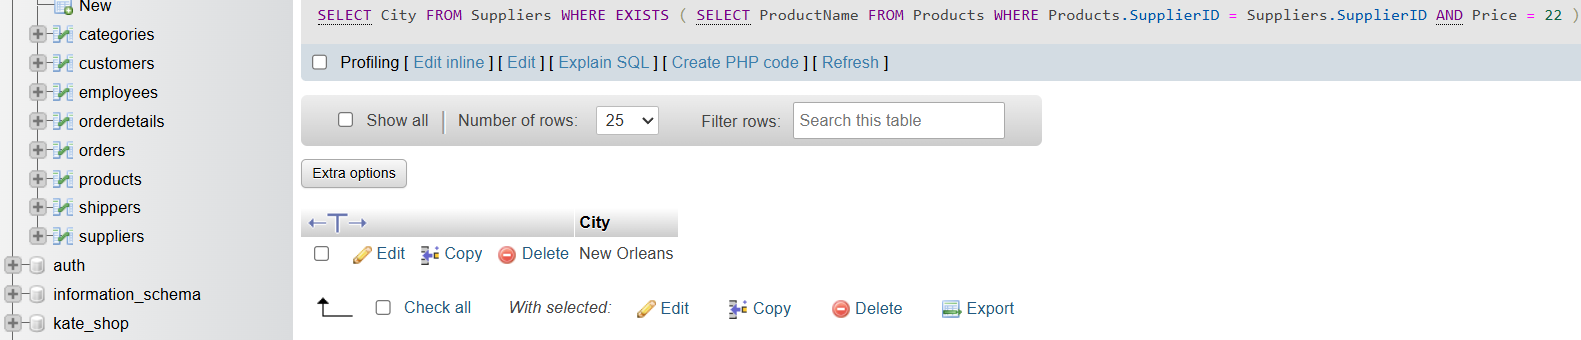 New
categories
customers
employees
orderdetails
orders
products
shippers
suppliers
auth
information_schema
kate_shop
SELECT City FROM Suppliers WHERE EXISTS ( SELECT ProductName FROM Products WHERE Products.SupplierID = Suppliers.SupplierID AND Price = 22 )
Profiling [ Edit inline ] [ Edit ] [ Explain SQL ] [ Create PHP code ] [ Refresh ]
Show all Number of rows: 25 Filter rows: Search this table
Extra options
City
Edit Copy Delete New Orleans
Check all With selected: Edit Copy Delete Export